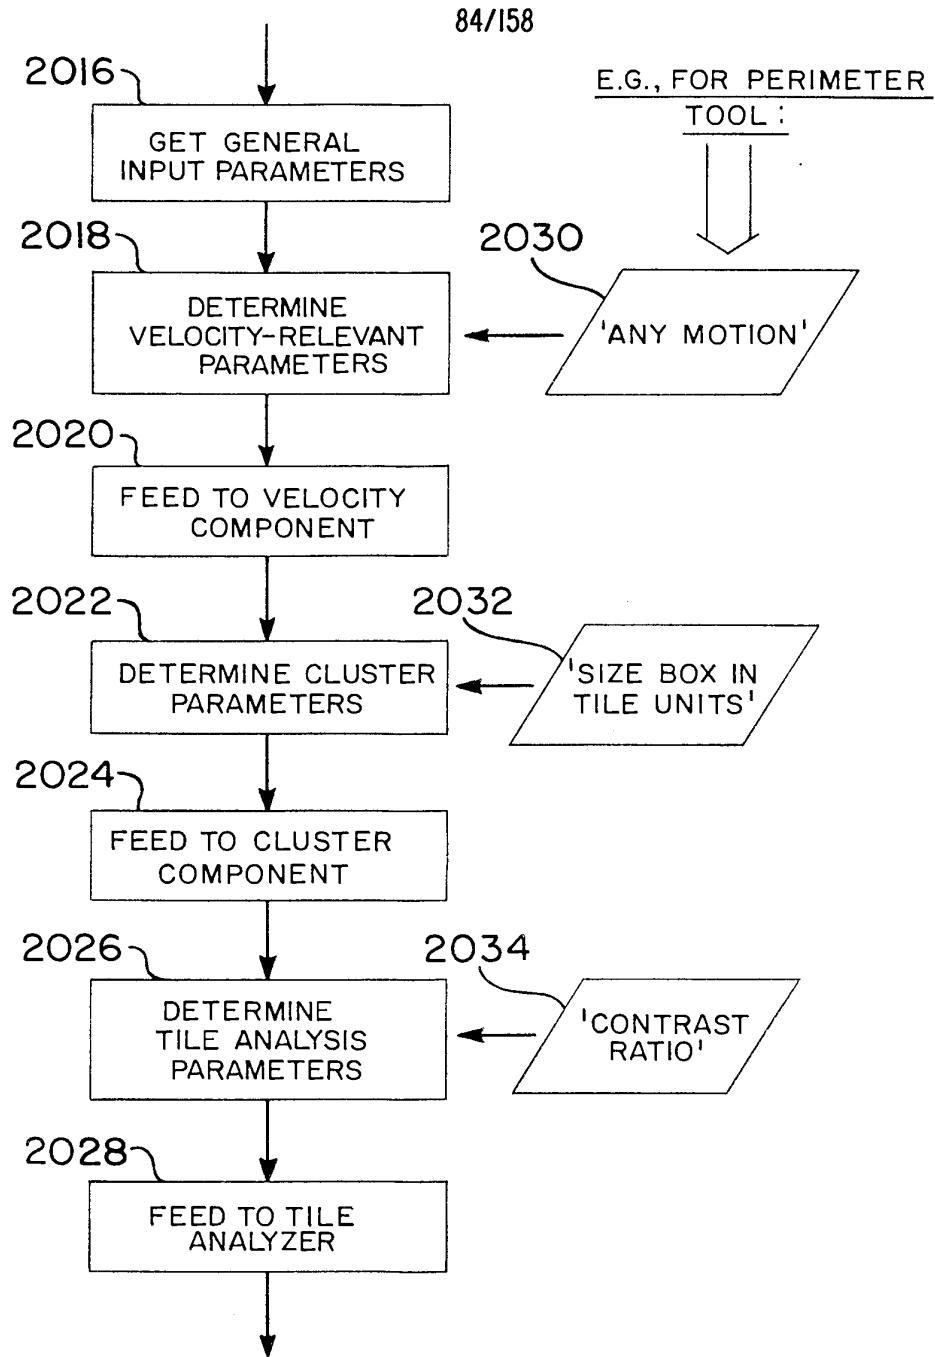 84/158
2016
GET GENERAL
INPUT PARAMETERS
E.G., FOR PERIMETER
TOOL:
2018
DETERMINE
VELOCITY-RELEVANT
PARAMETERS
2030
'ANY MOTION'
2020
FEED TO VELOCITY
COMPONENT
2022
DETERMINE CLUSTER
PARAMETERS
2032
'SIZE BOX IN
TILE UNITS'
2024
FEED TO CLUSTER
COMPONENT
2026
DETERMINE
TILE ANALYSIS
PARAMETERS
2034
'CONTRAST
RATIO'
2028
FEED TO TILE
ANALYZER